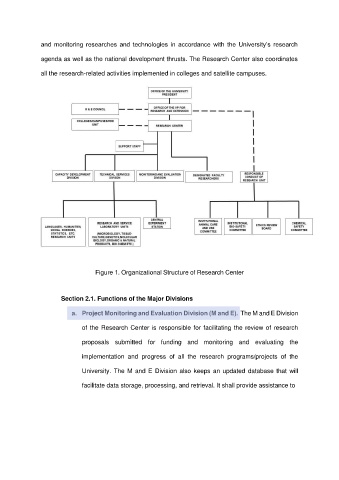 and monitoring researches and technologies in accordance with the University's research
agenda as well as the national development thrusts. The Research Center also coordinates
all the research-related activities implemented in colleges and satellite campuses.
OFFICE OF THE UNIVERSITY
PRESIDENT
R & E COUNCIL
OFFICE OF THE VP FOR
RESEARCH AND EXTENSION
UNIT
RESEARCH CENTER
SUPPORT STAFF
CAPACITY DEVELOPMENT
DIVISION
TECHNICAL SERVICES
DIVISION
MONITORING AND EVALUATION
DIVISION
DESIGNATED FACULTY
RESEARCHERS
RESPONSIBLE
CONDUCT OF
RESEARCH UNIT
LANGUAGES, HUMANITIES,
SOCIAL SCIENCES,
STATISTICS, ETC.
RESEARCH UNITS
RESEARCH AND SERVICE
LABORATORY UNITS
(MICROBIOLOGY, TISSUE
CULTURE, GENETICS, MOLECULAR
BIOLOGY, ORGANIC & NATURAL
PRODUCTS,
CENTRAL
EXPERIMENT
STATION
INSTITUTIONAL
ANIMAL CARE
AND USE
COMMITTEE
INSTITUTIONAL
BIO SAFETY
COMMITTEE
ETHICS REVIEW
BOARD
CHEMICAL
SAFETY
COMMITTEE
Figure 1. Organizational Structure of Research Center
Section 2.1. Functions of the Major Divisions
a. Project Monitoring and Evaluation Division (M and E). The M and E Division
of the Research Center is responsible for facilitating the review of research
proposals submitted for funding and monitoring and evaluating the
implementation and progress of all the research programs/projects of the
University. The M and E Division also keeps an updated database that will
facilitate data storage, processing, and retrieval. It shall provide assistance to